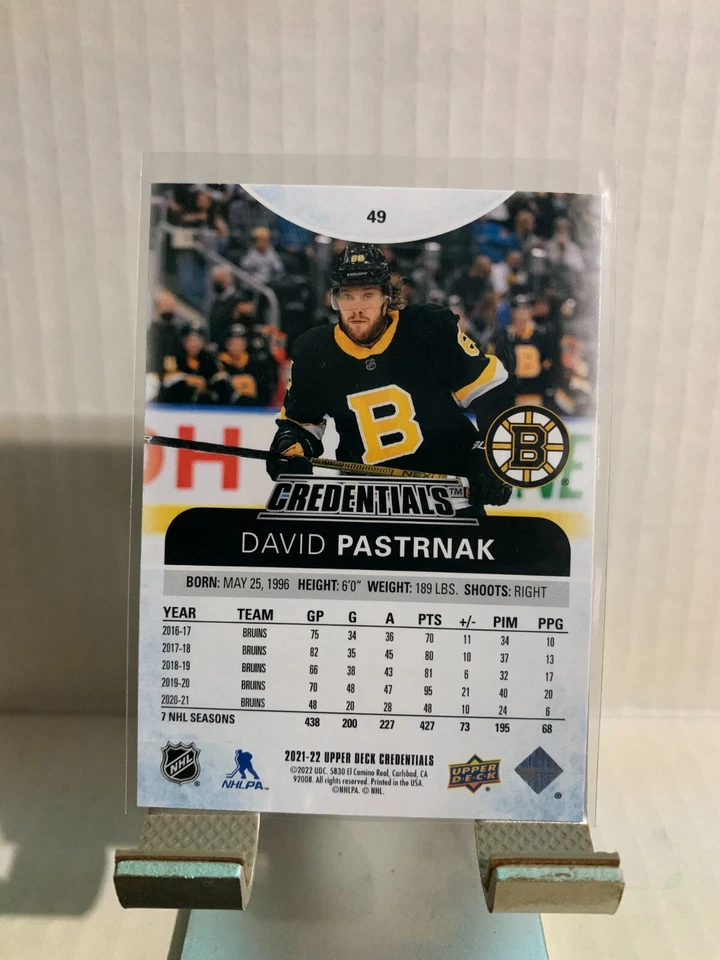 49
88
B
B
B
H
NEXUS
CREDENTIALS™
DAVID PASTRNAK
BORN: MAY 25, 1996 HEIGHT: 6'0" WEIGHT: 189 LBS. SHOOTS: RIGHT
YEAR TEAM GP G A PTS +/- PIM PPG
2016-17 BRUINS 75 34 36 70 11 34 10
2017-18 BRUINS 82 35 45 80 10 37 13
2018-19 BRUINS 66 38 43 81 6 32 17
2019-20 BRUINS 70 48 47 95 21 40 20
2020-21 BRUINS 48 20 28 48 10 24 6
7 NHL SEASONS 438 200 227 427 73 195 68
NHL
NHLPA™
2021-22 UPPER DECK CREDENTIALS
©2022 UDC. 5830 El Camino Real, Carlsbad, CA
92008. All rights reserved. Printed in the USA.
©NHLPA. © NHL.
UPPER
DECK
®